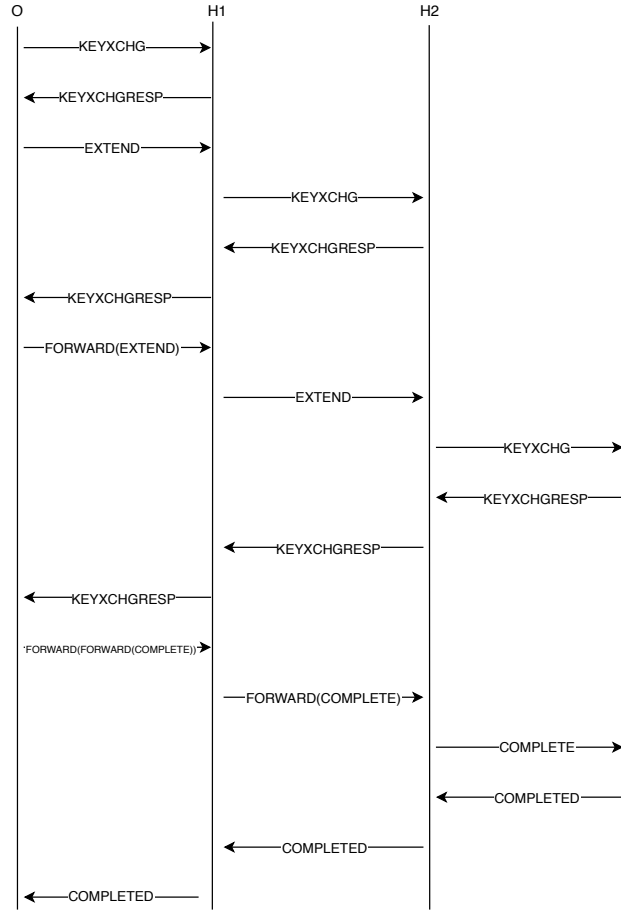 O H1 H2
KEYXCHG
KEYXCHGRESP
EXTEND
KEYXCHG
KEYXCHGRESP
KEYXCHGRESP
FORWARD(EXTEND)
EXTEND
KEYXCHG
KEYXCHGRESP
KEYXCHGRESP
KEYXCHGRESP
FORWARD(FORWARD(COMPLETE))
FORWARD(COMPLETE)
COMPLETE
COMPLETED
COMPLETED
COMPLETED